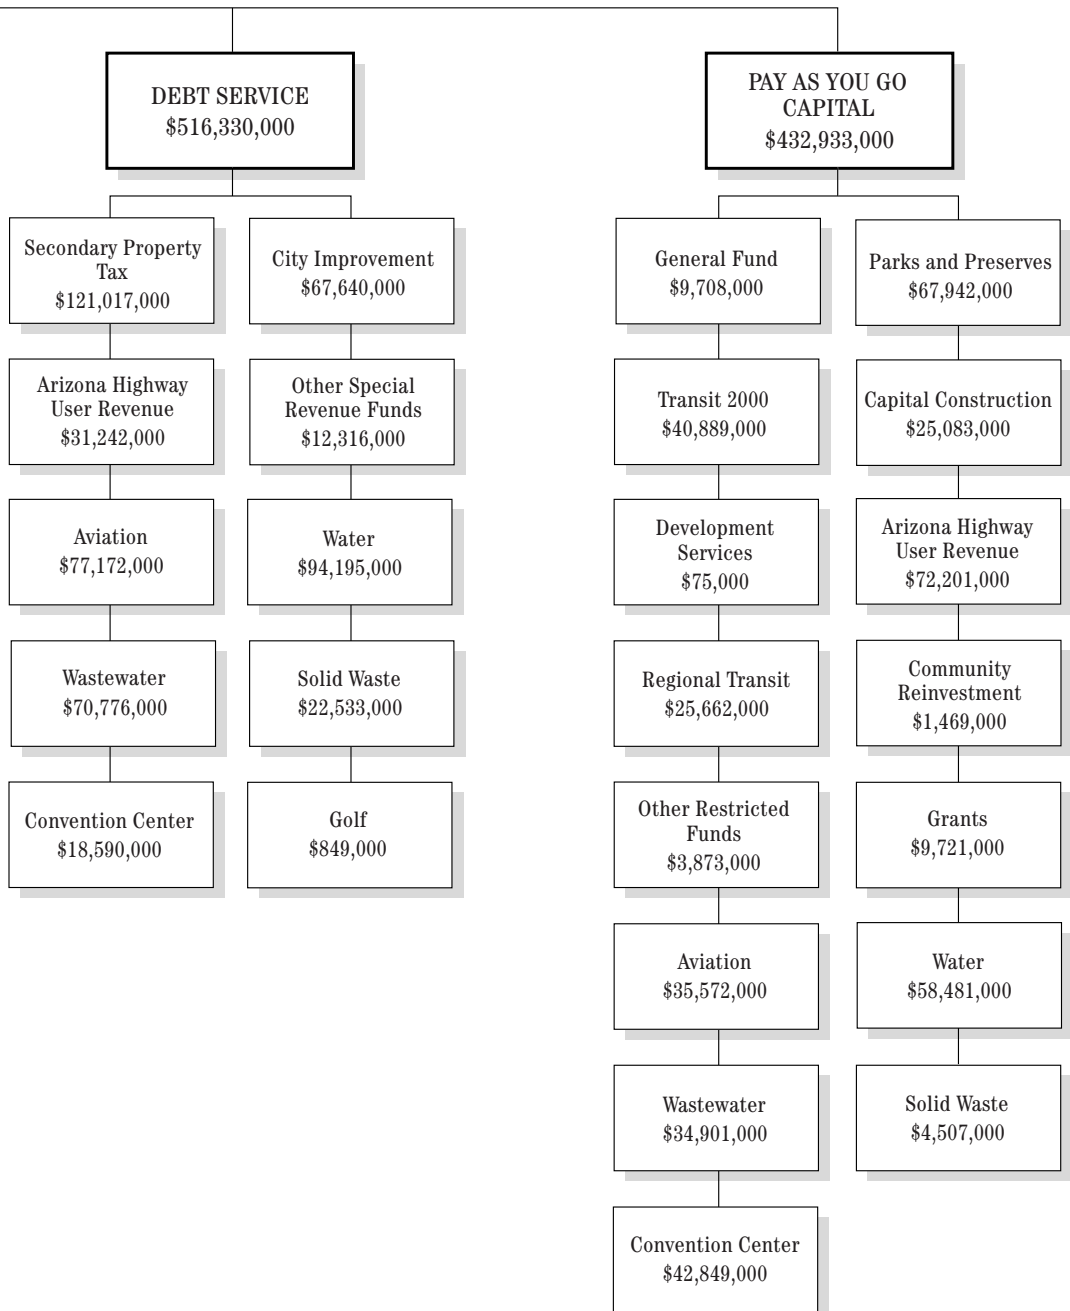 DEBT SERVICE
$516,330,000
Secondary Property
Tax
$121,017,000
City Improvement
$67,640,000
Arizona Highway
User Revenue
$31,242,000
Other Special
Revenue Funds
$12,316,000
Aviation
$77,172,000
Water
$94,195,000
Wastewater
$70,776,000
Solid Waste
$22,533,000
Convention Center
$18,590,000
Golf
$849,000
PAY AS YOU GO
CAPITAL
$432,933,000
General Fund
$9,708,000
Parks and Preserves
$67,942,000
Transit 2000
$40,889,000
Capital Construction
$25,083,000
Development
Services
$75,000
Arizona Highway
User Revenue
$72,201,000
Regional Transit
$25,662,000
Community
Reinvestment
$1,469,000
Other Restricted
Funds
$3,873,000
Grants
$9,721,000
Aviation
$35,572,000
Water
$58,481,000
Wastewater
$34,901,000
Solid Waste
$4,507,000
Convention Center
$42,849,000